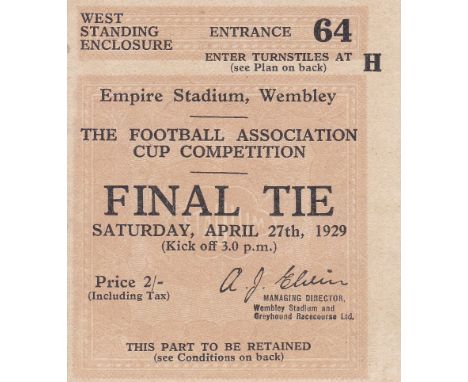 WEST
STANDING
ENCLOSURE
ENTRANCE 64
ENTER TURNSTILES AT H
(see Plan on back)
Empire Stadium, Wembley
THE FOOTBALL ASSOCIATION
CUP COMPETITION
FINAL TIE
SATURDAY, APRIL 27th, 1929
(Kick off 3.0 p.m.)
Price 2/-
(Including Tax)
A. J. Elvin
MANAGING DIRECTOR,
Wembley Stadium and
Greyhound Racecourse Ltd.
THIS PART TO BE RETAINED
(see Conditions on back)